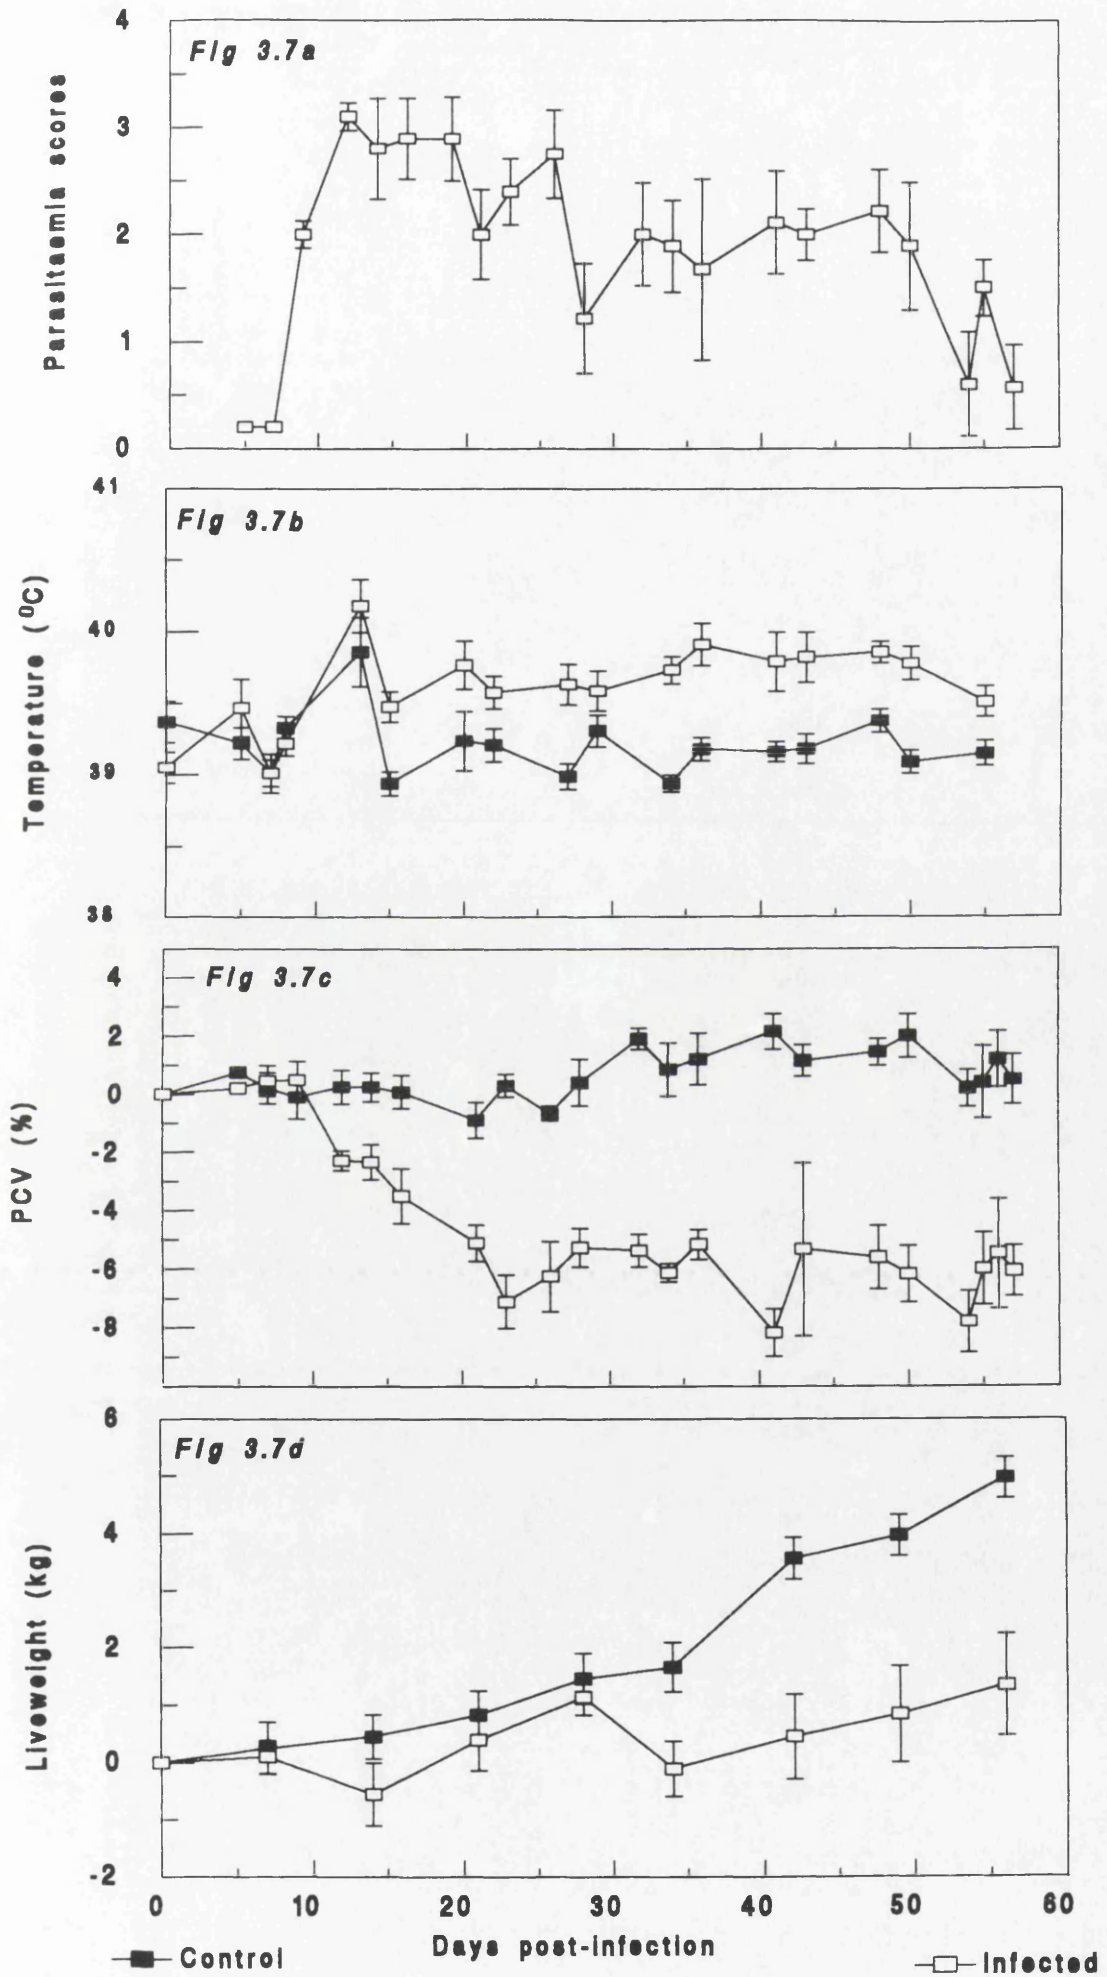 Fig 3.7a
Parasitaemia scores
4
3
2
1
0
Fig 3.7b
Temperature (⁰C)
41
40
39
38
Fig 3.7c
PCV (%)
4
2
0
-2
-4
-6
-8
Fig 3.7d
Liveweight (kg)
6
4
2
0
-2
0 10 20 30 40 50 60
Days post-infection
Control
Infected